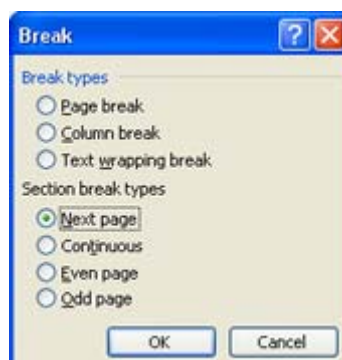 Break
Break types
Page break
Column break
Text wrapping break
Section break types
Next page
Continuous
Even page
Odd page
OK Cancel